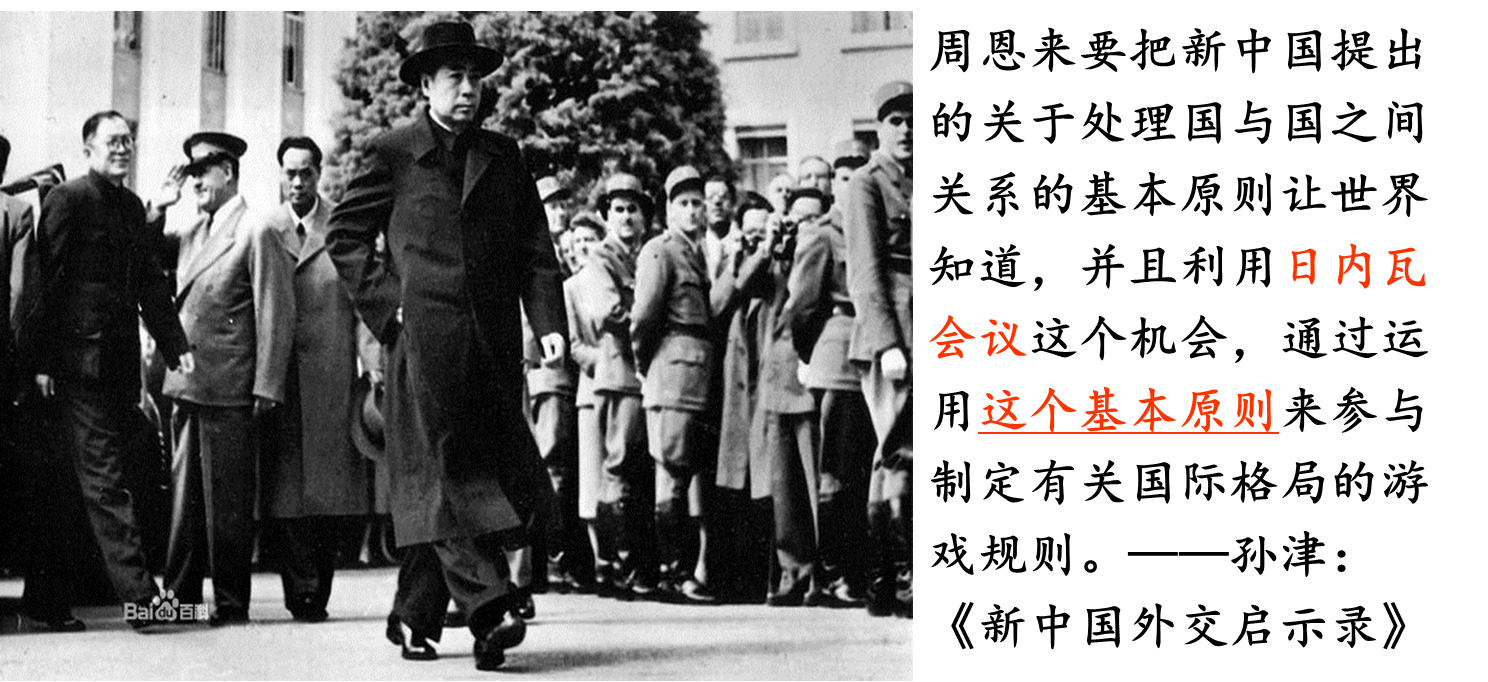 周恩来要把新中国提出
的关于处理国与国之间
关系的基本原则让世界
知道，并且利用日内瓦
会议这个机会，通过运
用这个基本原则来参与
制定有关国际格局的游
戏规则。——孙津：
《新中国外交启示录》
Baidu百科